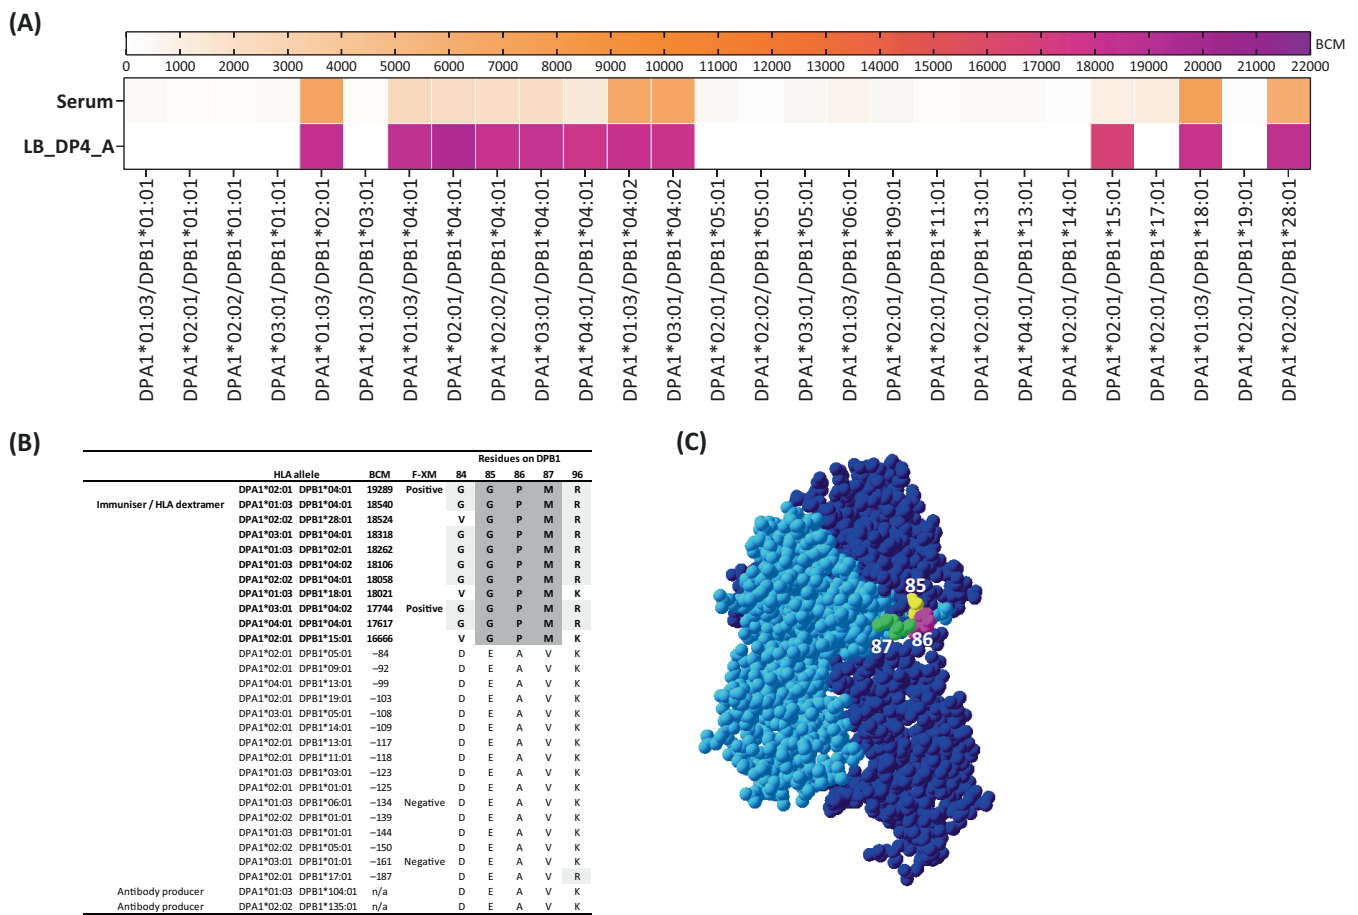 (A)
BCM
0 1000 2000 3000 4000 5000 6000 7000 8000 9000 10000 11000 12000 13000 14000 15000 16000 17000 18000 19000 20000 21000 22000
Serum
LB_DP4_A
DPA1*01:03/DPB1*01:01
DPA1*02:01/DPB1*01:01
DPA1*02:02/DPB1*01:01
DPA1*03:01/DPB1*01:01
DPA1*01:03/DPB1*02:01
DPA1*01:03/DPB1*03:01
DPA1*01:03/DPB1*04:01
DPA1*02:01/DPB1*04:01
DPA1*02:02/DPB1*04:01
DPA1*03:01/DPB1*04:01
DPA1*04:01/DPB1*04:01
DPA1*01:03/DPB1*04:02
DPA1*03:01/DPB1*04:02
DPA1*02:01/DPB1*05:01
DPA1*02:02/DPB1*05:01
DPA1*03:01/DPB1*05:01
DPA1*01:03/DPB1*06:01
DPA1*02:01/DPB1*09:01
DPA1*02:01/DPB1*11:01
DPA1*02:01/DPB1*13:01
DPA1*04:01/DPB1*13:01
DPA1*02:01/DPB1*14:01
DPA1*02:01/DPB1*15:01
DPA1*02:01/DPB1*17:01
DPA1*01:03/DPB1*18:01
DPA1*02:01/DPB1*19:01
DPA1*02:02/DPB1*28:01
(B)
Residues on DPB1
HLA allele BCM F-XM 84 85 86 87 96
DPA1*02:01 DPB1*04:01 19289 Positive G G P M R
Immuniser / HLA dextramer DPA1*01:03 DPB1*04:01 18540 G G P M R
DPA1*02:02 DPB1*28:01 18524 V G P M R
DPA1*03:01 DPB1*04:01 18318 G G P M R
DPA1*01:03 DPB1*02:01 18262 G G P M R
DPA1*01:03 DPB1*04:02 18106 G G P M R
DPA1*02:02 DPB1*04:01 18058 G G P M R
DPA1*01:03 DPB1*18:01 18021 V G P M K
DPA1*03:01 DPB1*04:02 17744 Positive G G P M R
DPA1*04:01 DPB1*04:01 17617 G G P M R
DPA1*02:01 DPB1*15:01 16666 V G P M K
DPA1*02:01 DPB1*05:01 –84 D E A V K
DPA1*02:01 DPB1*09:01 –92 D E A V K
DPA1*04:01 DPB1*13:01 –99 D E A V K
DPA1*02:01 DPB1*19:01 –103 D E A V K
DPA1*03:01 DPB1*05:01 –108 D E A V K
DPA1*02:01 DPB1*14:01 –109 D E A V K
DPA1*02:01 DPB1*13:01 –117 D E A V K
DPA1*02:01 DPB1*11:01 –118 D E A V K
DPA1*01:03 DPB1*03:01 –123 D E A V K
DPA1*02:01 DPB1*01:01 –125 D E A V K
DPA1*01:03 DPB1*06:01 –134 Negative D E A V K
DPA1*02:02 DPB1*01:01 –139 D E A V K
DPA1*01:03 DPB1*01:01 –144 D E A V K
DPA1*02:02 DPB1*05:01 –150 D E A V K
DPA1*03:01 DPB1*01:01 –161 Negative D E A V K
DPA1*02:01 DPB1*17:01 –187 D E A V R
Antibody producer DPA1*01:03 DPB1*104:01 n/a D E A V K
Antibody producer DPA1*02:02 DPB1*135:01 n/a D E A V K
(C)
85
87 86